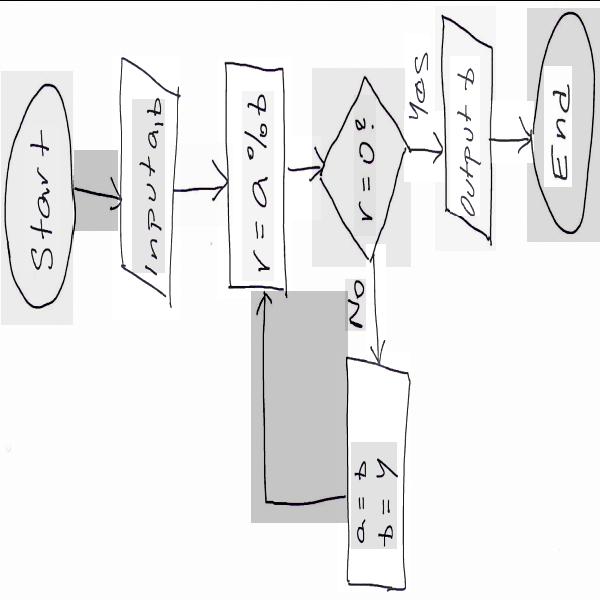 Start
Input a,b
r = a % b
r = 0?
Yes
Output b
End
No
a = b
b = r